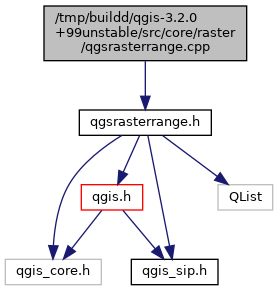 /tmp/buildd/qgis-3.2.0
+99unstable/src/core/raster
/qgsrasterrange.cpp
qgsrasterrange.h
qgis.h
QList
qgis_core.h
qgis_sip.h